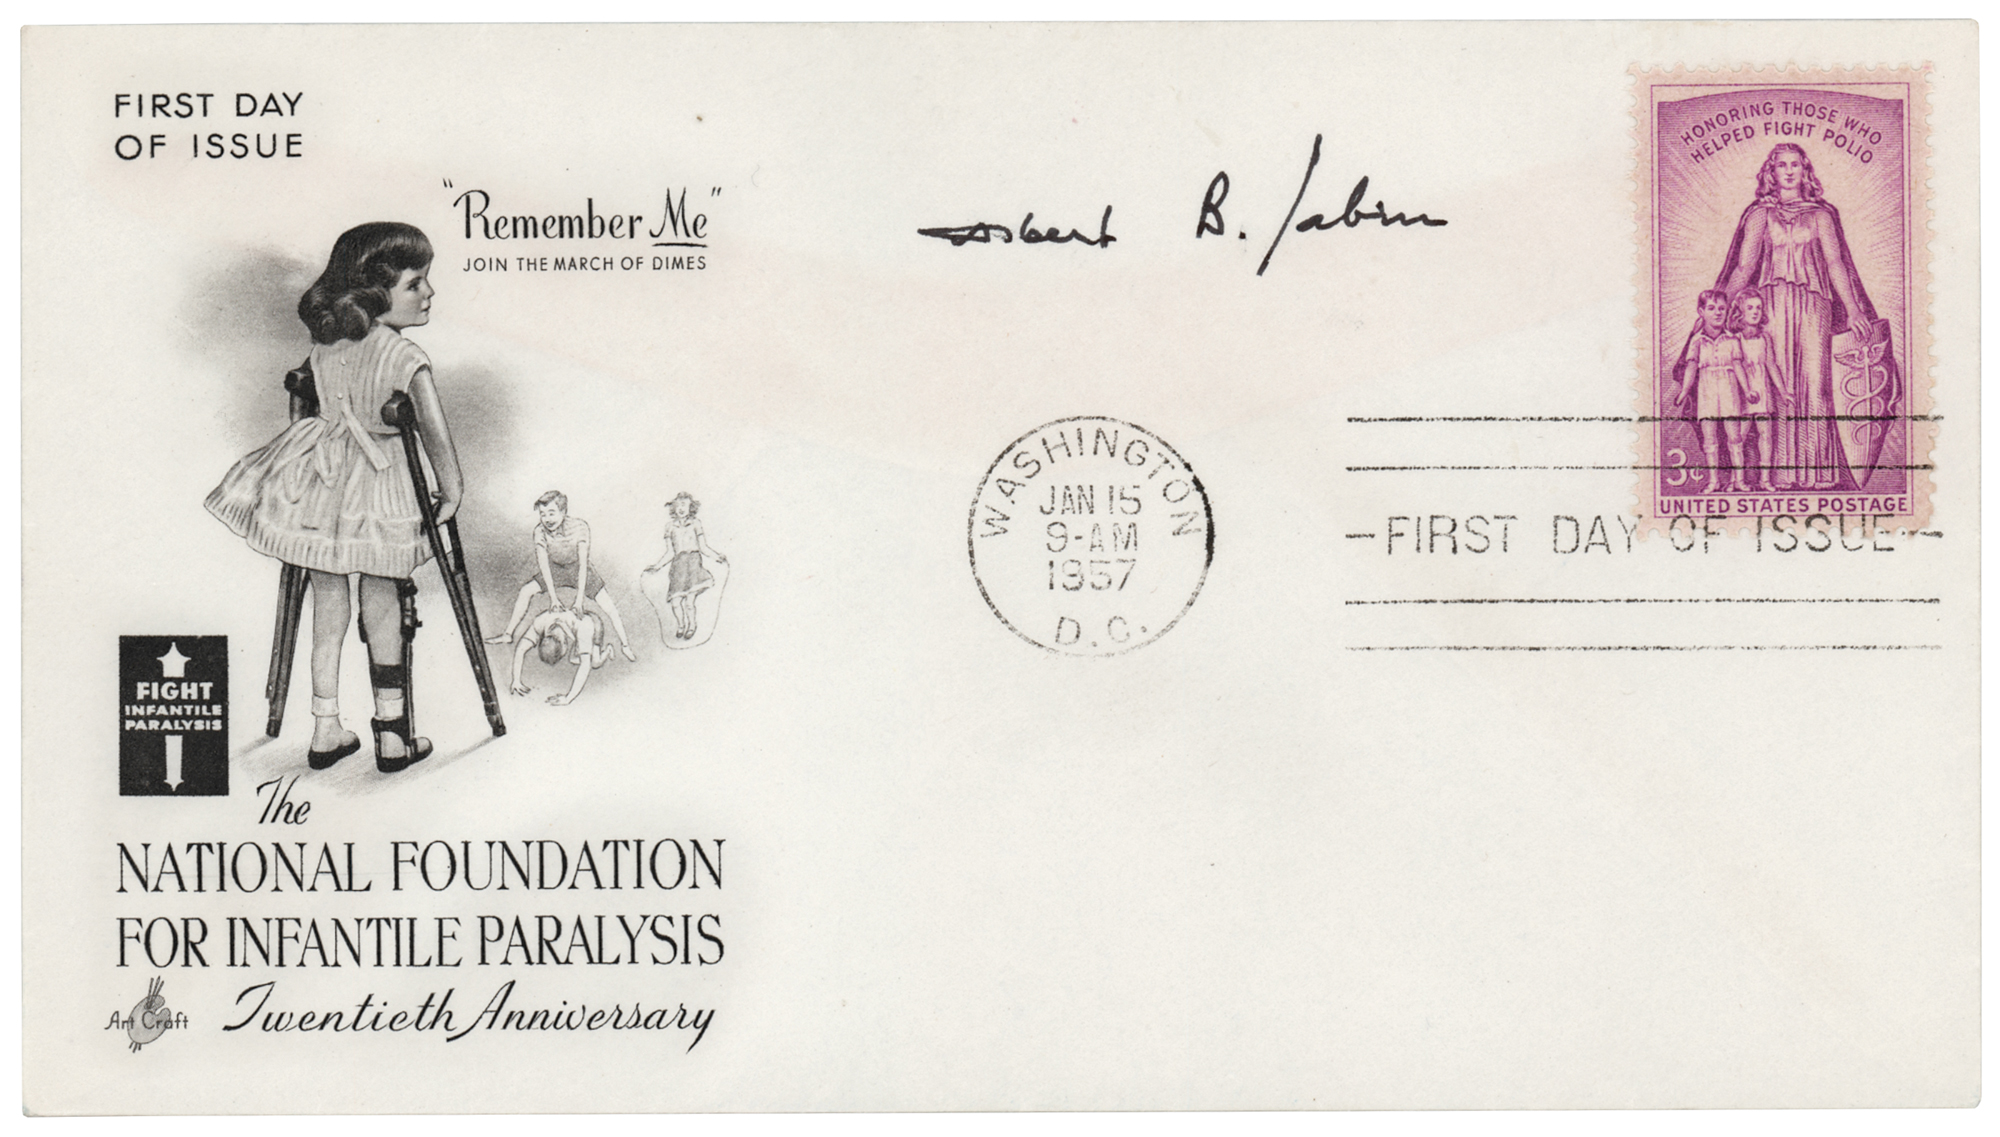 FIRST DAY
OF ISSUE
"Remember Me"
JOIN THE MARCH OF DIMES
Albert B. Sabin
HONORING THOSE WHO
HELPED FIGHT POLIO
3¢
UNITED STATES POSTAGE
WASHINGTON
JAN 15
9-AM
1957
D.C.
—FIRST DAY OF ISSUE—
FIGHT
INFANTILE
PARALYSIS
The
NATIONAL FOUNDATION
FOR INFANTILE PARALYSIS
Twentieth Anniversary
Art Craft